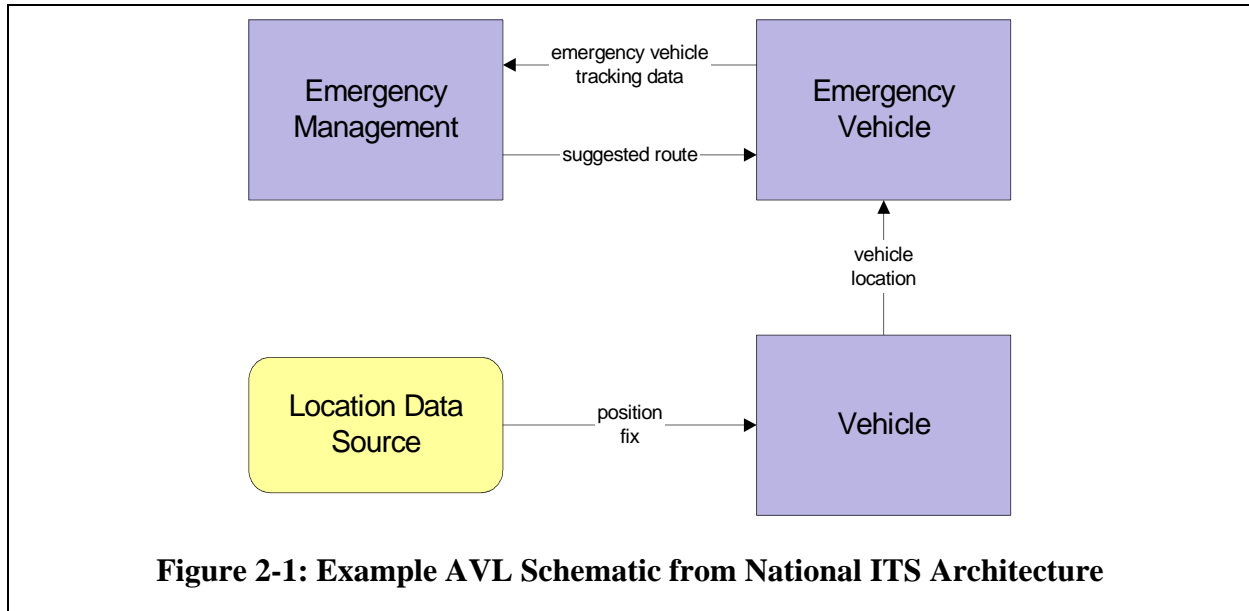 emergency vehicle
tracking data
Emergency
Management
Emergency
Vehicle
suggested route
vehicle
location
Location Data
Source
position
fix
Vehicle
Figure 2-1: Example AVL Schematic from National ITS Architecture